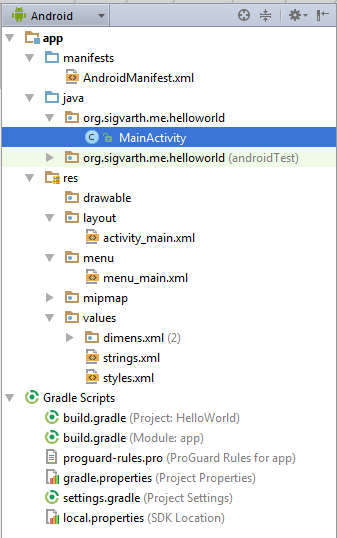 Android
app
manifests
AndroidManifest.xml
java
org.sigvarth.me.helloworld
C MainActivity
org.sigvarth.me.helloworld (androidTest)
res
drawable
layout
activity_main.xml
menu
menu_main.xml
mipmap
values
dimens.xml (2)
strings.xml
styles.xml
Gradle Scripts
build.gradle (Project: HelloWorld)
build.gradle (Module: app)
proguard-rules.pro (ProGuard Rules for app)
gradle.properties (Project Properties)
settings.gradle (Project Settings)
local.properties (SDK Location)